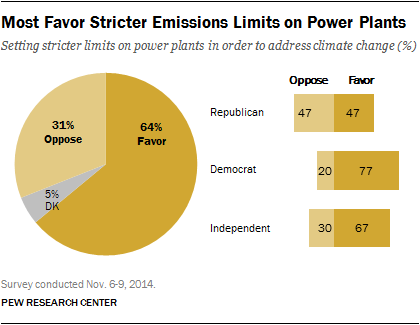 Most Favor Stricter Emissions Limits on Power Plants
Setting stricter limits on power plants in order to address climate change (%)
Oppose Favor
31%
Oppose
64%
Favor
5%
DK
Republican 47 47
Democrat 20 77
Independent 30 67
Survey conducted Nov. 6-9, 2014.
PEW RESEARCH CENTER